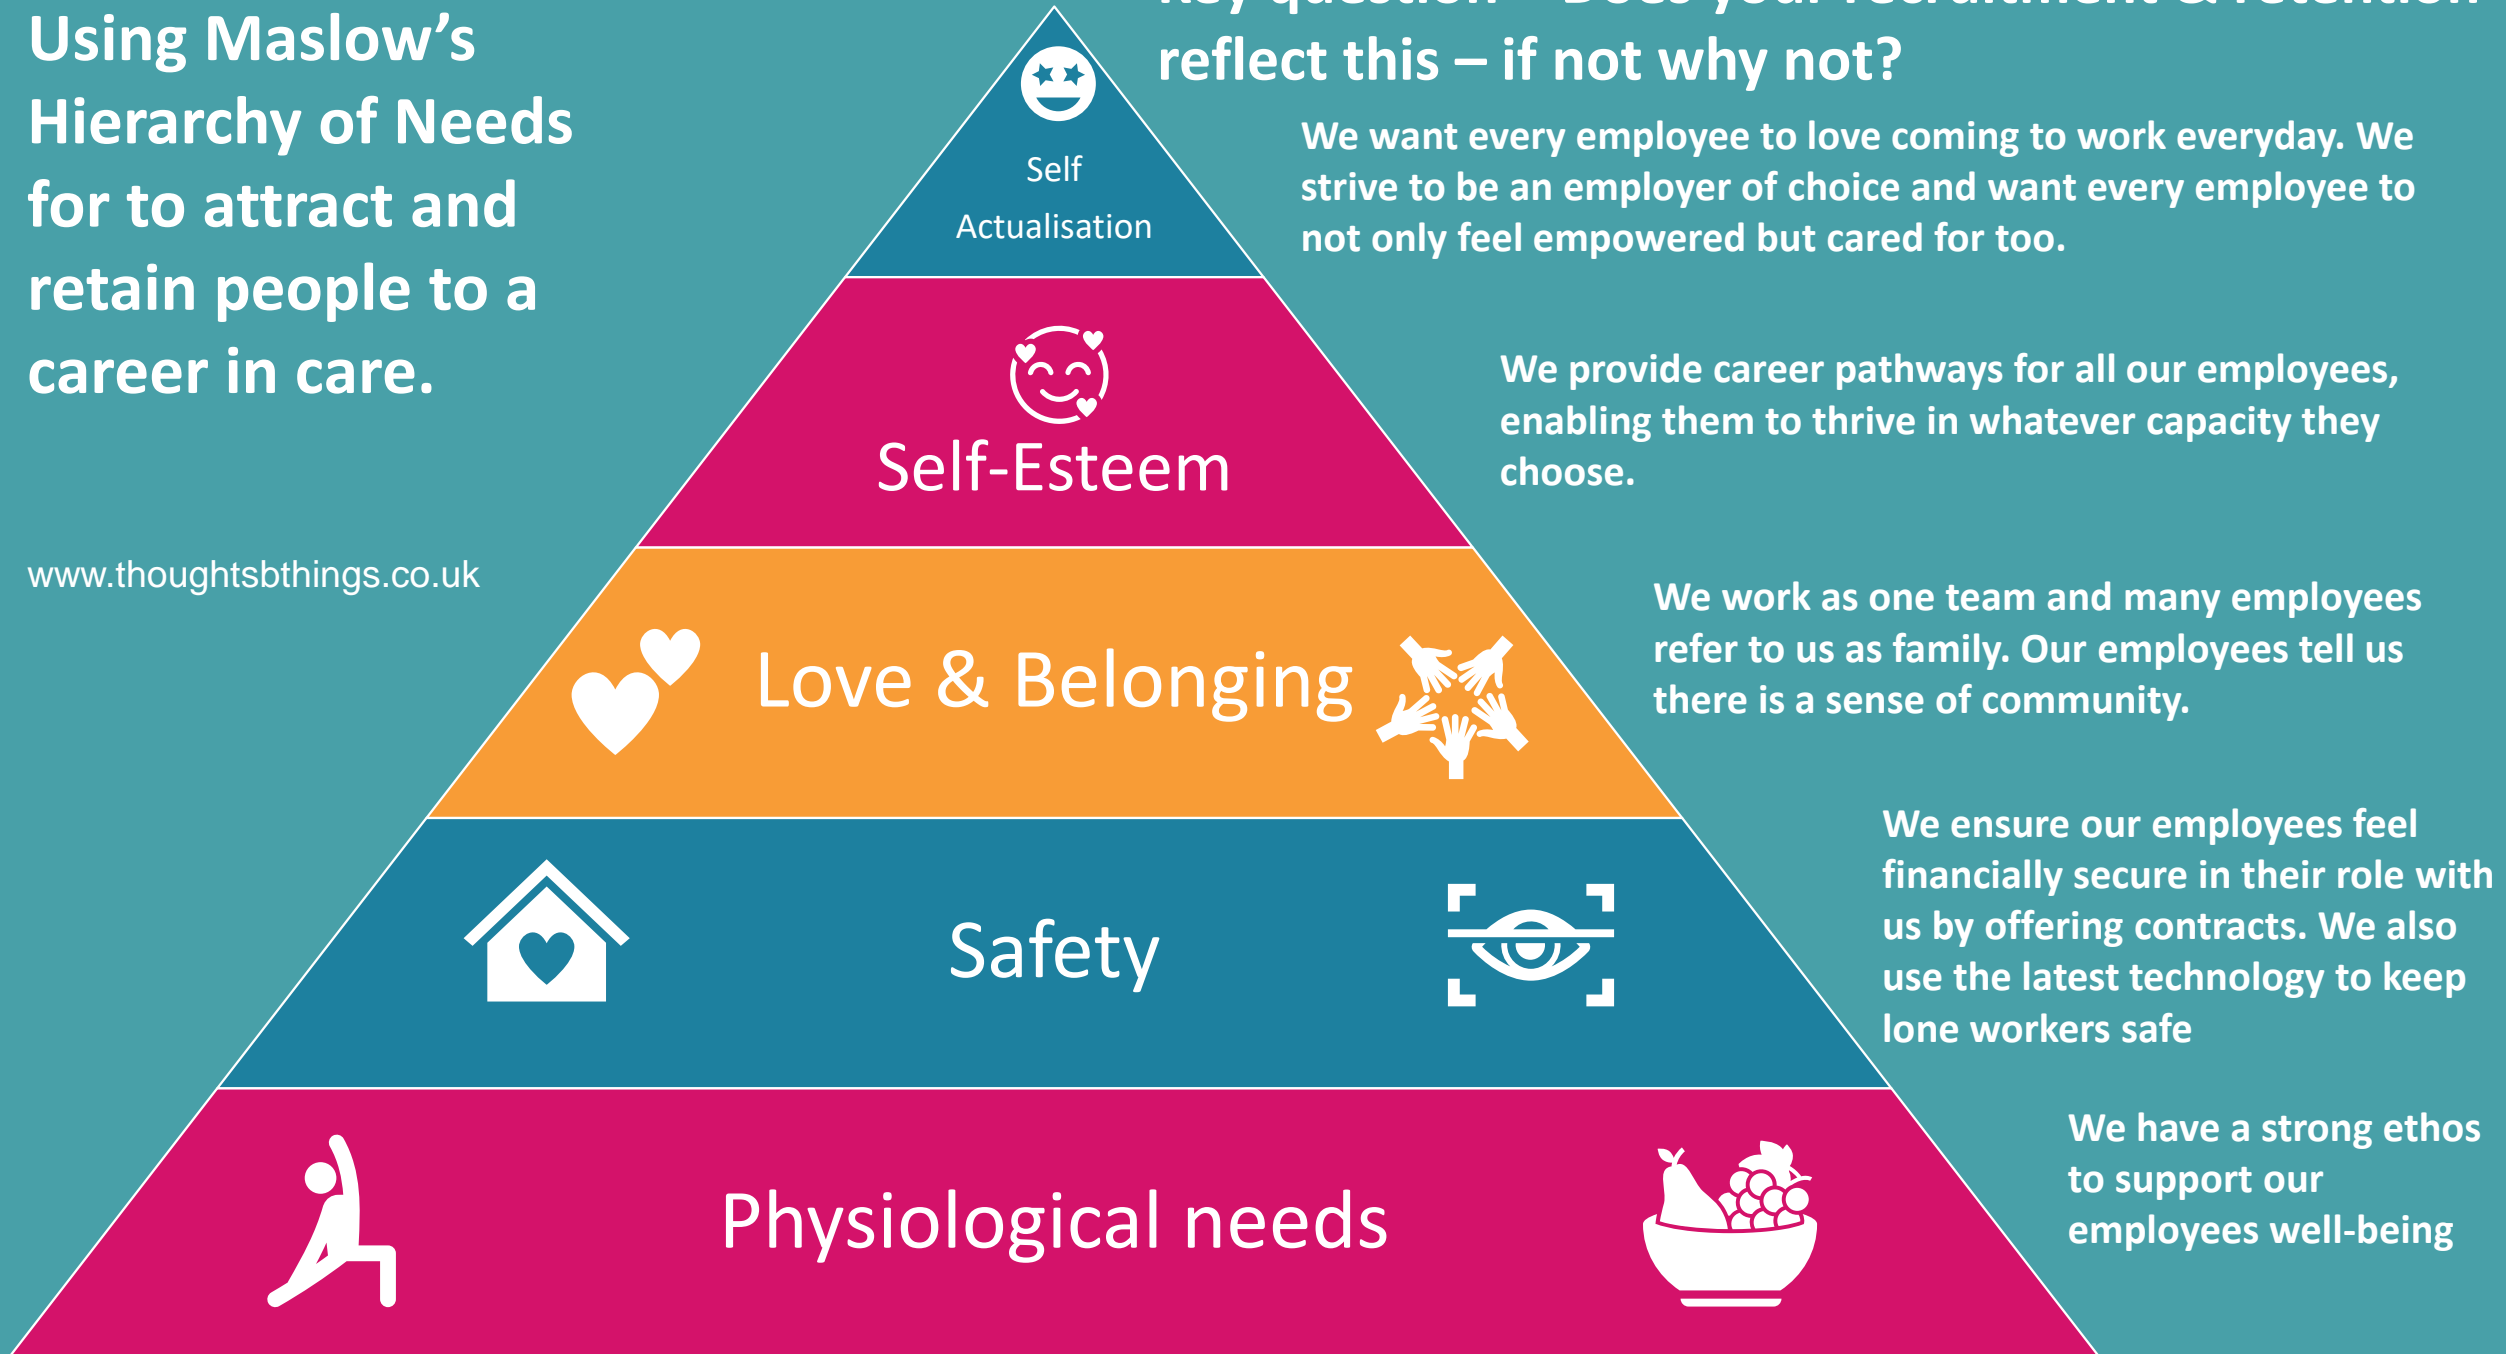 Using Maslow’s
Hierarchy of Needs
for to attract and
retain people to a
career in care.
www.thoughtsbthings.co.uk
Key question – Does your recruitment & retention
reflect this – if not why not?
Self
Actualisation
We want every employee to love coming to work everyday. We
strive to be an employer of choice and want every employee to
not only feel empowered but cared for too.
Self-Esteem
We provide career pathways for all our employees,
enabling them to thrive in whatever capacity they
choose.
Love & Belonging
We work as one team and many employees
refer to us as family. Our employees tell us
there is a sense of community.
Safety
We ensure our employees feel
financially secure in their role with
us by offering contracts. We also
use the latest technology to keep
lone workers safe
Physiological needs
We have a strong ethos
to support our
employees well-being